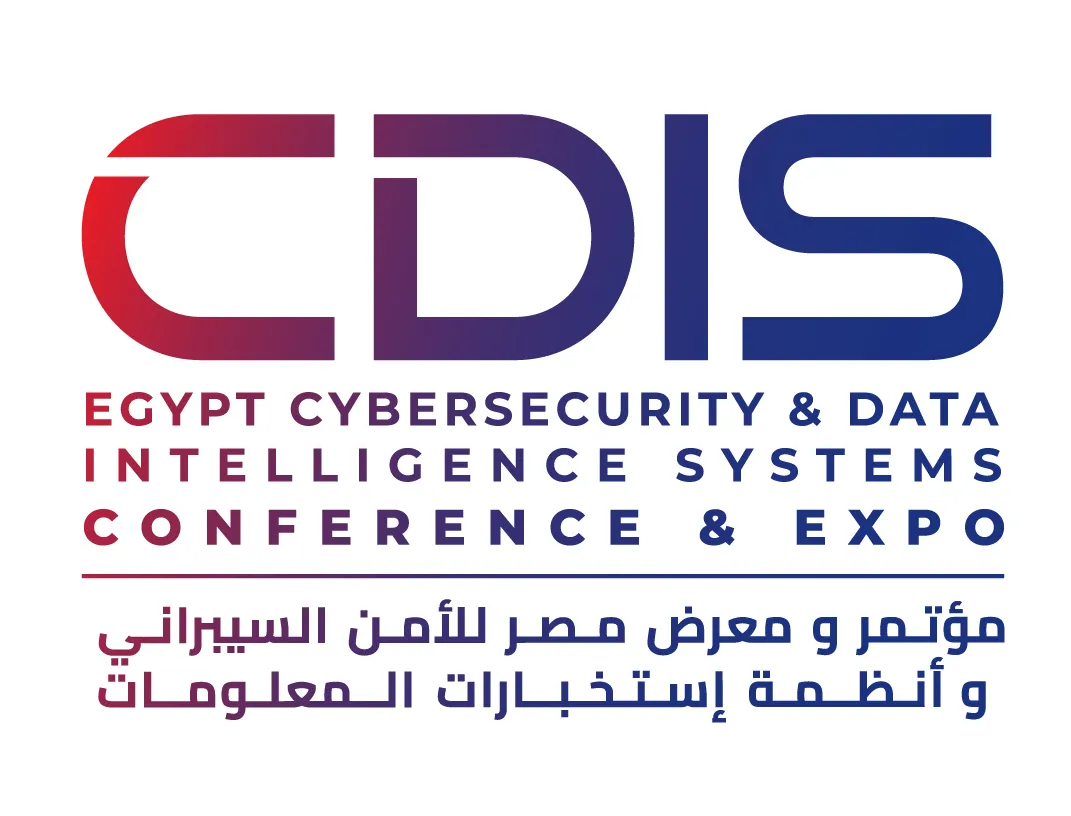 CDIS
EGYPT CYBERSECURITY & DATA
INTELLIGENCE SYSTEMS
CONFERENCE & EXPO
مؤتمر و معرض مصر للأمن السيبراني
و أنظمة إستخبارات المعلومات